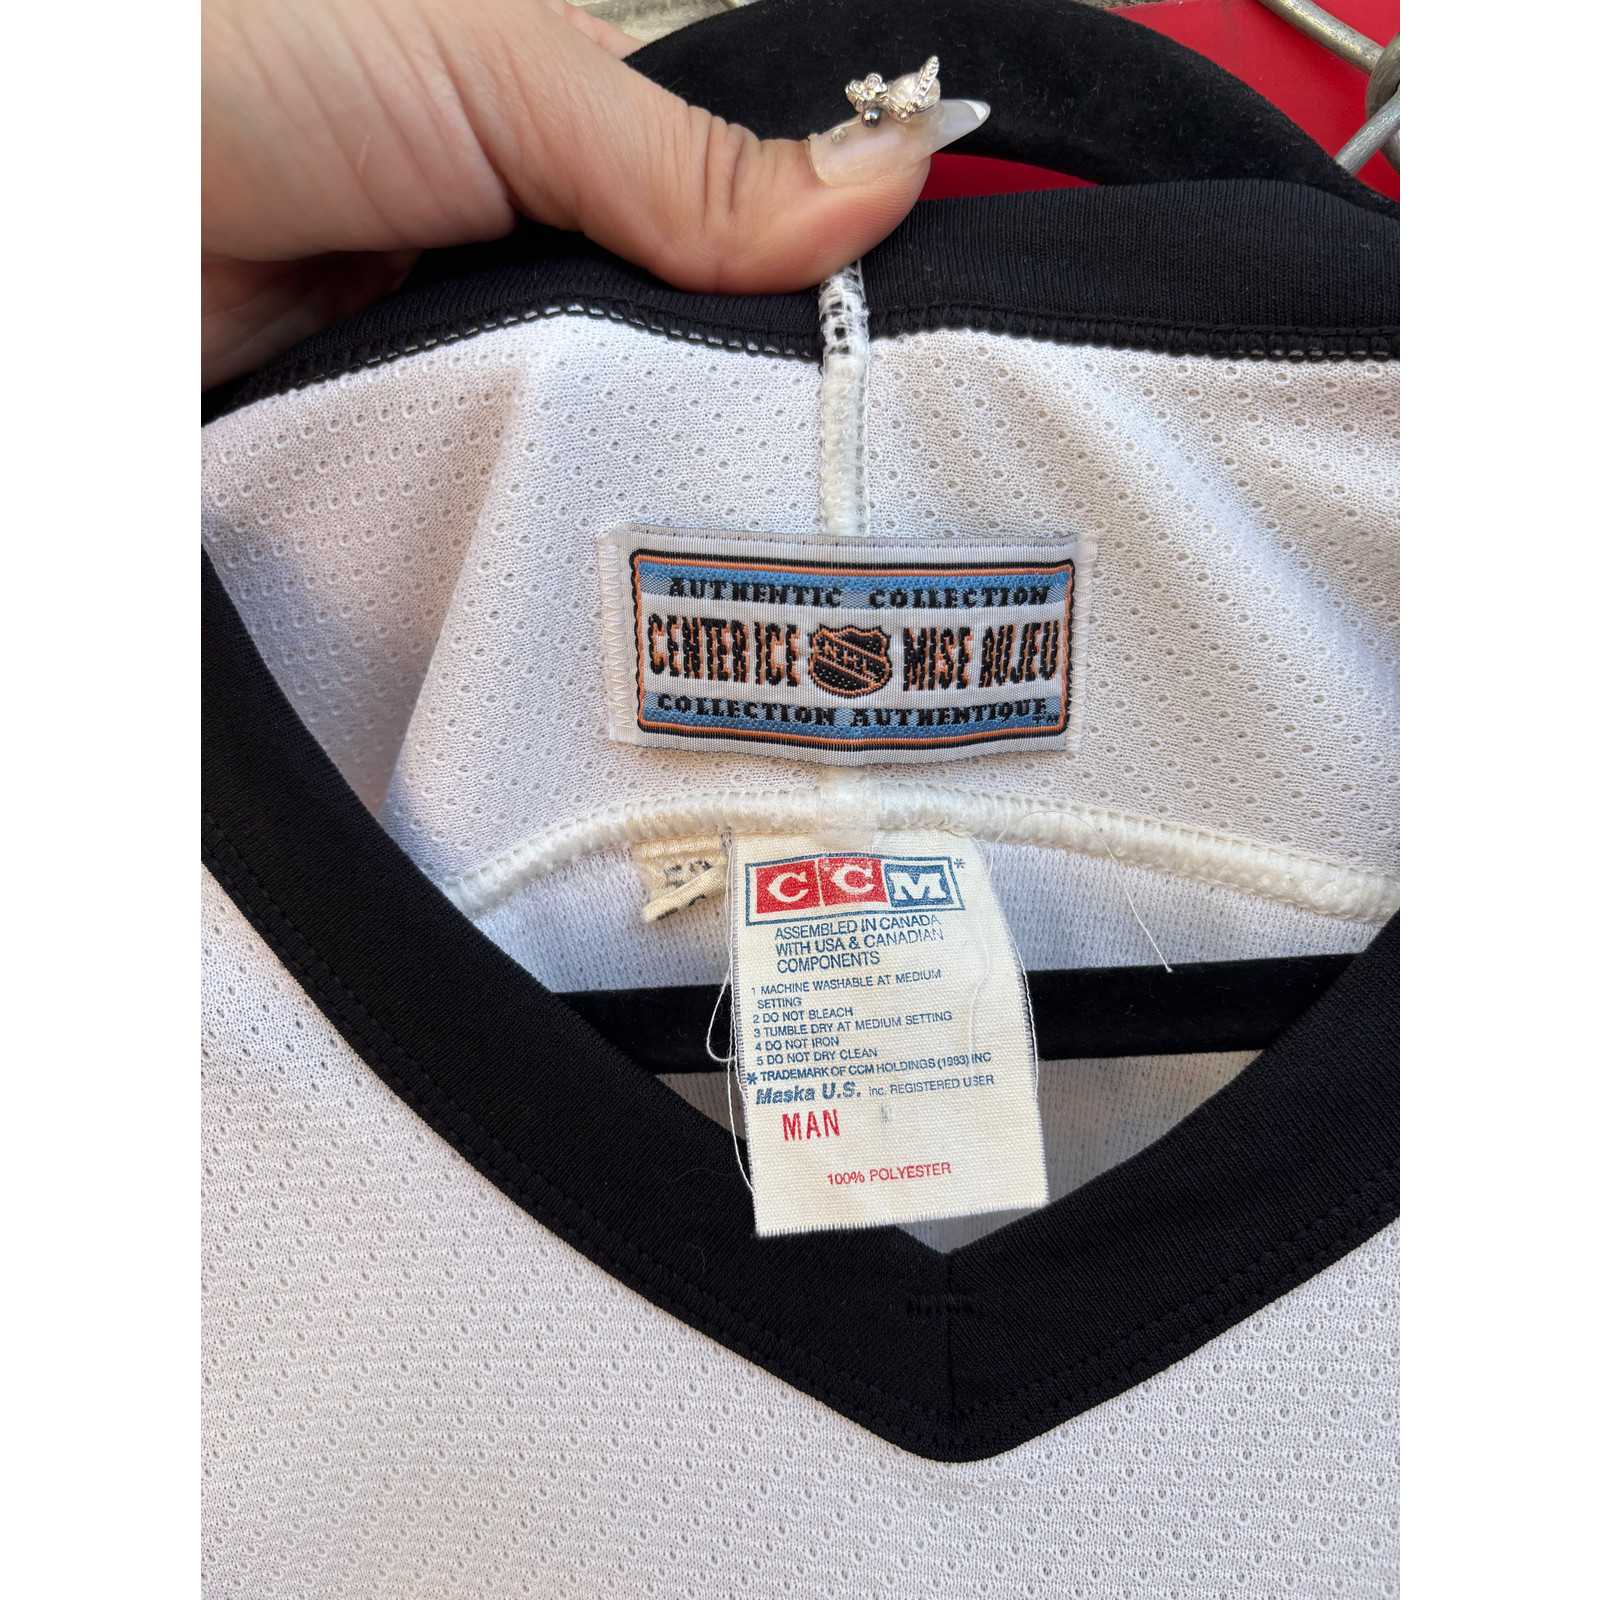 AUTHENTIC COLLECTION
CENTER ICE NHL MISE AUJEU
COLLECTION AUTHENTIQUE TM
CCM*
ASSEMBLED IN CANADA
WITH USA & CANADIAN
COMPONENTS
1 MACHINE WASHABLE AT MEDIUM
SETTING
2 DO NOT BLEACH
3 TUMBLE DRY AT MEDIUM SETTING
4 DO NOT IRON
5 DO NOT DRY CLEAN
* TRADEMARK OF CCM HOLDINGS (1983) INC
Maska U.S. Inc. REGISTERED USER
MAN
100% POLYESTER